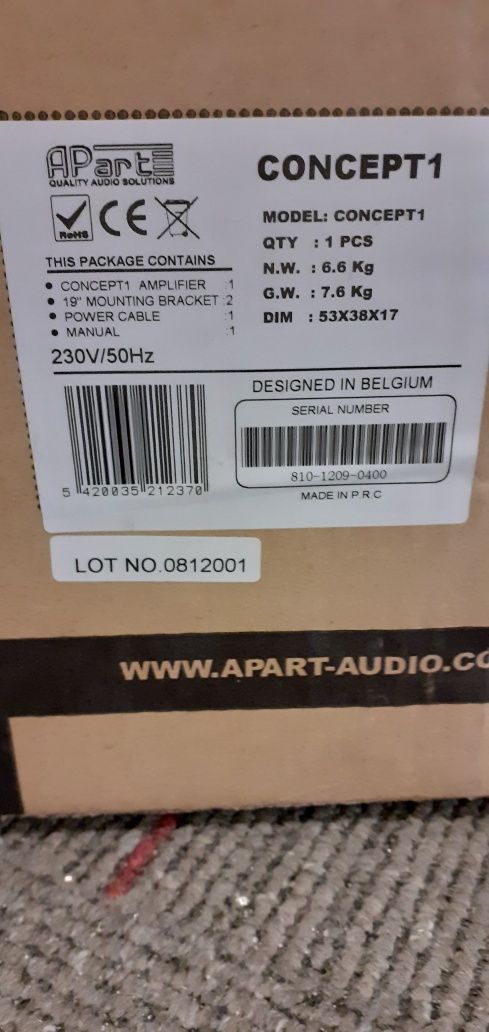 APart
QUALITY AUDIO SOLUTIONS
CONCEPT1
RoHS
CE
MODEL: CONCEPT1
QTY : 1 PCS
N.W. : 6.6 Kg
G.W. : 7.6 Kg
DIM : 53X38X17
THIS PACKAGE CONTAINS
• CONCEPT1 AMPLIFIER :1
• 19" MOUNTING BRACKET :2
• POWER CABLE :1
• MANUAL :1
230V/50Hz
DESIGNED IN BELGIUM
SERIAL NUMBER
810-1209-0400
MADE IN P.R.C
5 420035 212370
LOT NO.0812001
WWW.APART-AUDIO.CO